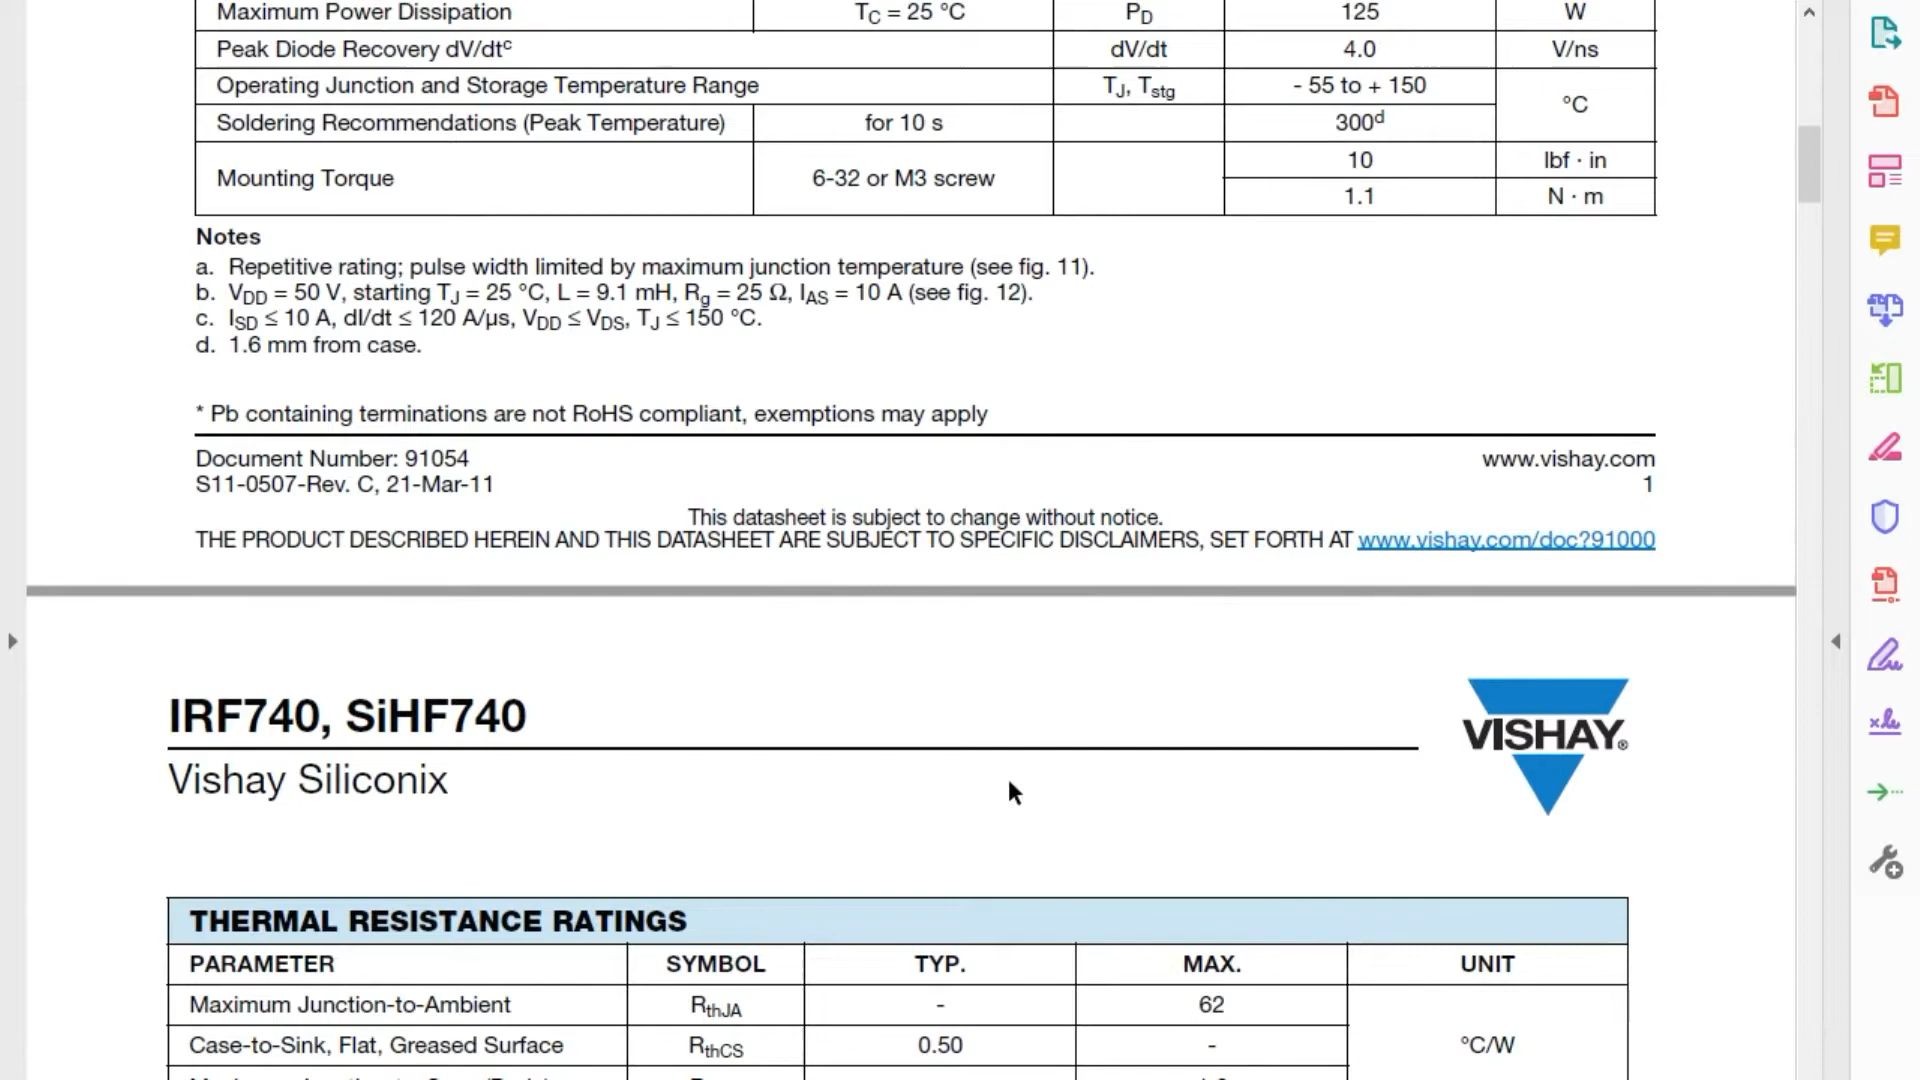 Maximum Power Dissipation TC = 25 °C PD 125 W
Peak Diode Recovery dV/dtc dV/dt 4.0 V/ns
Operating Junction and Storage Temperature Range TJ, Tstg - 55 to + 150 °C
Soldering Recommendations (Peak Temperature) for 10 s 300d
Mounting Torque 6-32 or M3 screw 10 lbf · in
1.1 N · m
Notes
a. Repetitive rating; pulse width limited by maximum junction temperature (see fig. 11).
b. VDD = 50 V, starting TJ = 25 °C, L = 9.1 mH, Rg = 25 Ω, IAS = 10 A (see fig. 12).
c. ISD ≤ 10 A, dI/dt ≤ 120 A/µs, VDD ≤ VDS, TJ ≤ 150 °C.
d. 1.6 mm from case.
* Pb containing terminations are not RoHS compliant, exemptions may apply
Document Number: 91054 www.vishay.com
S11-0507-Rev. C, 21-Mar-11 1
This datasheet is subject to change without notice.
THE PRODUCT DESCRIBED HEREIN AND THIS DATASHEET ARE SUBJECT TO SPECIFIC DISCLAIMERS, SET FORTH AT www.vishay.com/doc?91000
IRF740, SiHF740
VISHAY®
Vishay Siliconix
THERMAL RESISTANCE RATINGS
PARAMETER SYMBOL TYP. MAX. UNIT
Maximum Junction-to-Ambient RthJA - 62
Case-to-Sink, Flat, Greased Surface RthCS 0.50 - °C/W